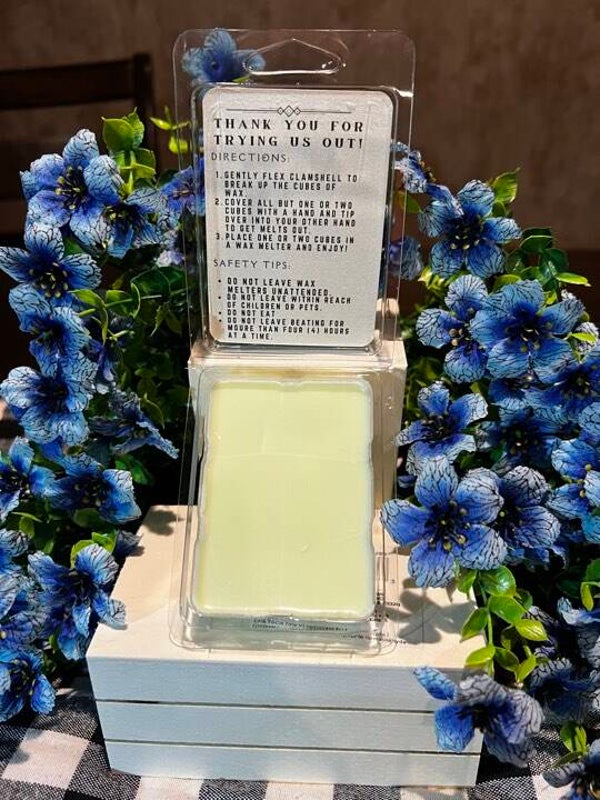 THANK YOU FOR
TRYING US OUT!
DIRECTIONS:
1. GENTLY FLEX CLAMSHELL TO
BREAK UP THE CUBES OF
WAX.
2. COVER ALL BUT ONE OR TWO
CUBES WITH A HAND AND TIP
OVER INTO YOUR OTHER HAND
TO GET MELTS OUT.
3. PLACE ONE OR TWO CUBES IN
A WAX MELTER AND ENJOY!
SAFETY TIPS:
• DO NOT LEAVE WAX
MELTERS UNATTENDED.
• DO NOT LEAVE WITHIN REACH
OF CHILDREN OR PETS.
• DO NOT EAT
• DO NOT LEAVE BEATING FOR
MOURE THAN FOUR (4) HOURS
AT A TIME.